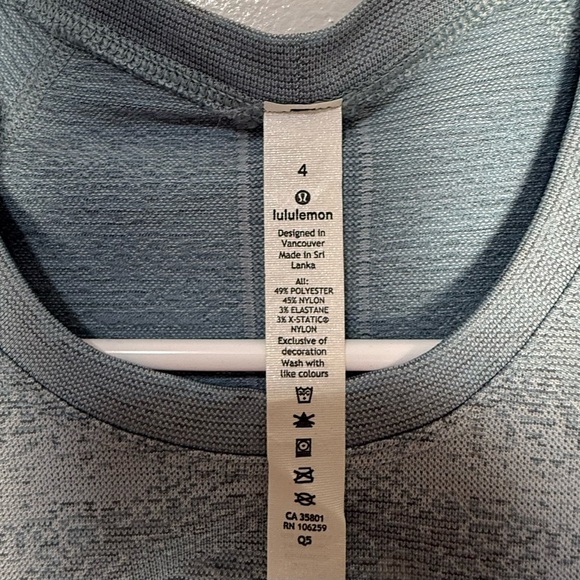 4
lululemon
Designed in
Vancouver
Made in Sri
Lanka
All:
49% POLYESTER
45% NYLON
3% ELASTANE
3% X-STATIC®
NYLON
Exclusive of
decoration
Wash with
like colours
CA 35801
RN 106259
Q5